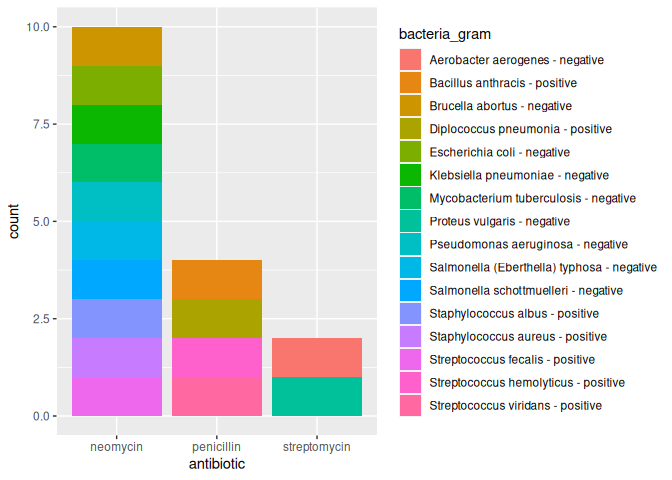 10.0
7.5
5.0
2.5
0.0
count
neomycin penicillin streptomycin
antibiotic
bacteria_gram
Aerobacter aerogenes - negative
Bacillus anthracis - positive
Brucella abortus - negative
Diplococcus pneumonia - positive
Escherichia coli - negative
Klebsiella pneumoniae - negative
Mycobacterium tuberculosis - negative
Proteus vulgaris - negative
Pseudomonas aeruginosa - negative
Salmonella (Eberthella) typhosa - negative
Salmonella schottmuelleri - negative
Staphylococcus albus - positive
Staphylococcus aureus - positive
Streptococcus fecalis - positive
Streptococcus hemolyticus - positive
Streptococcus viridans - positive